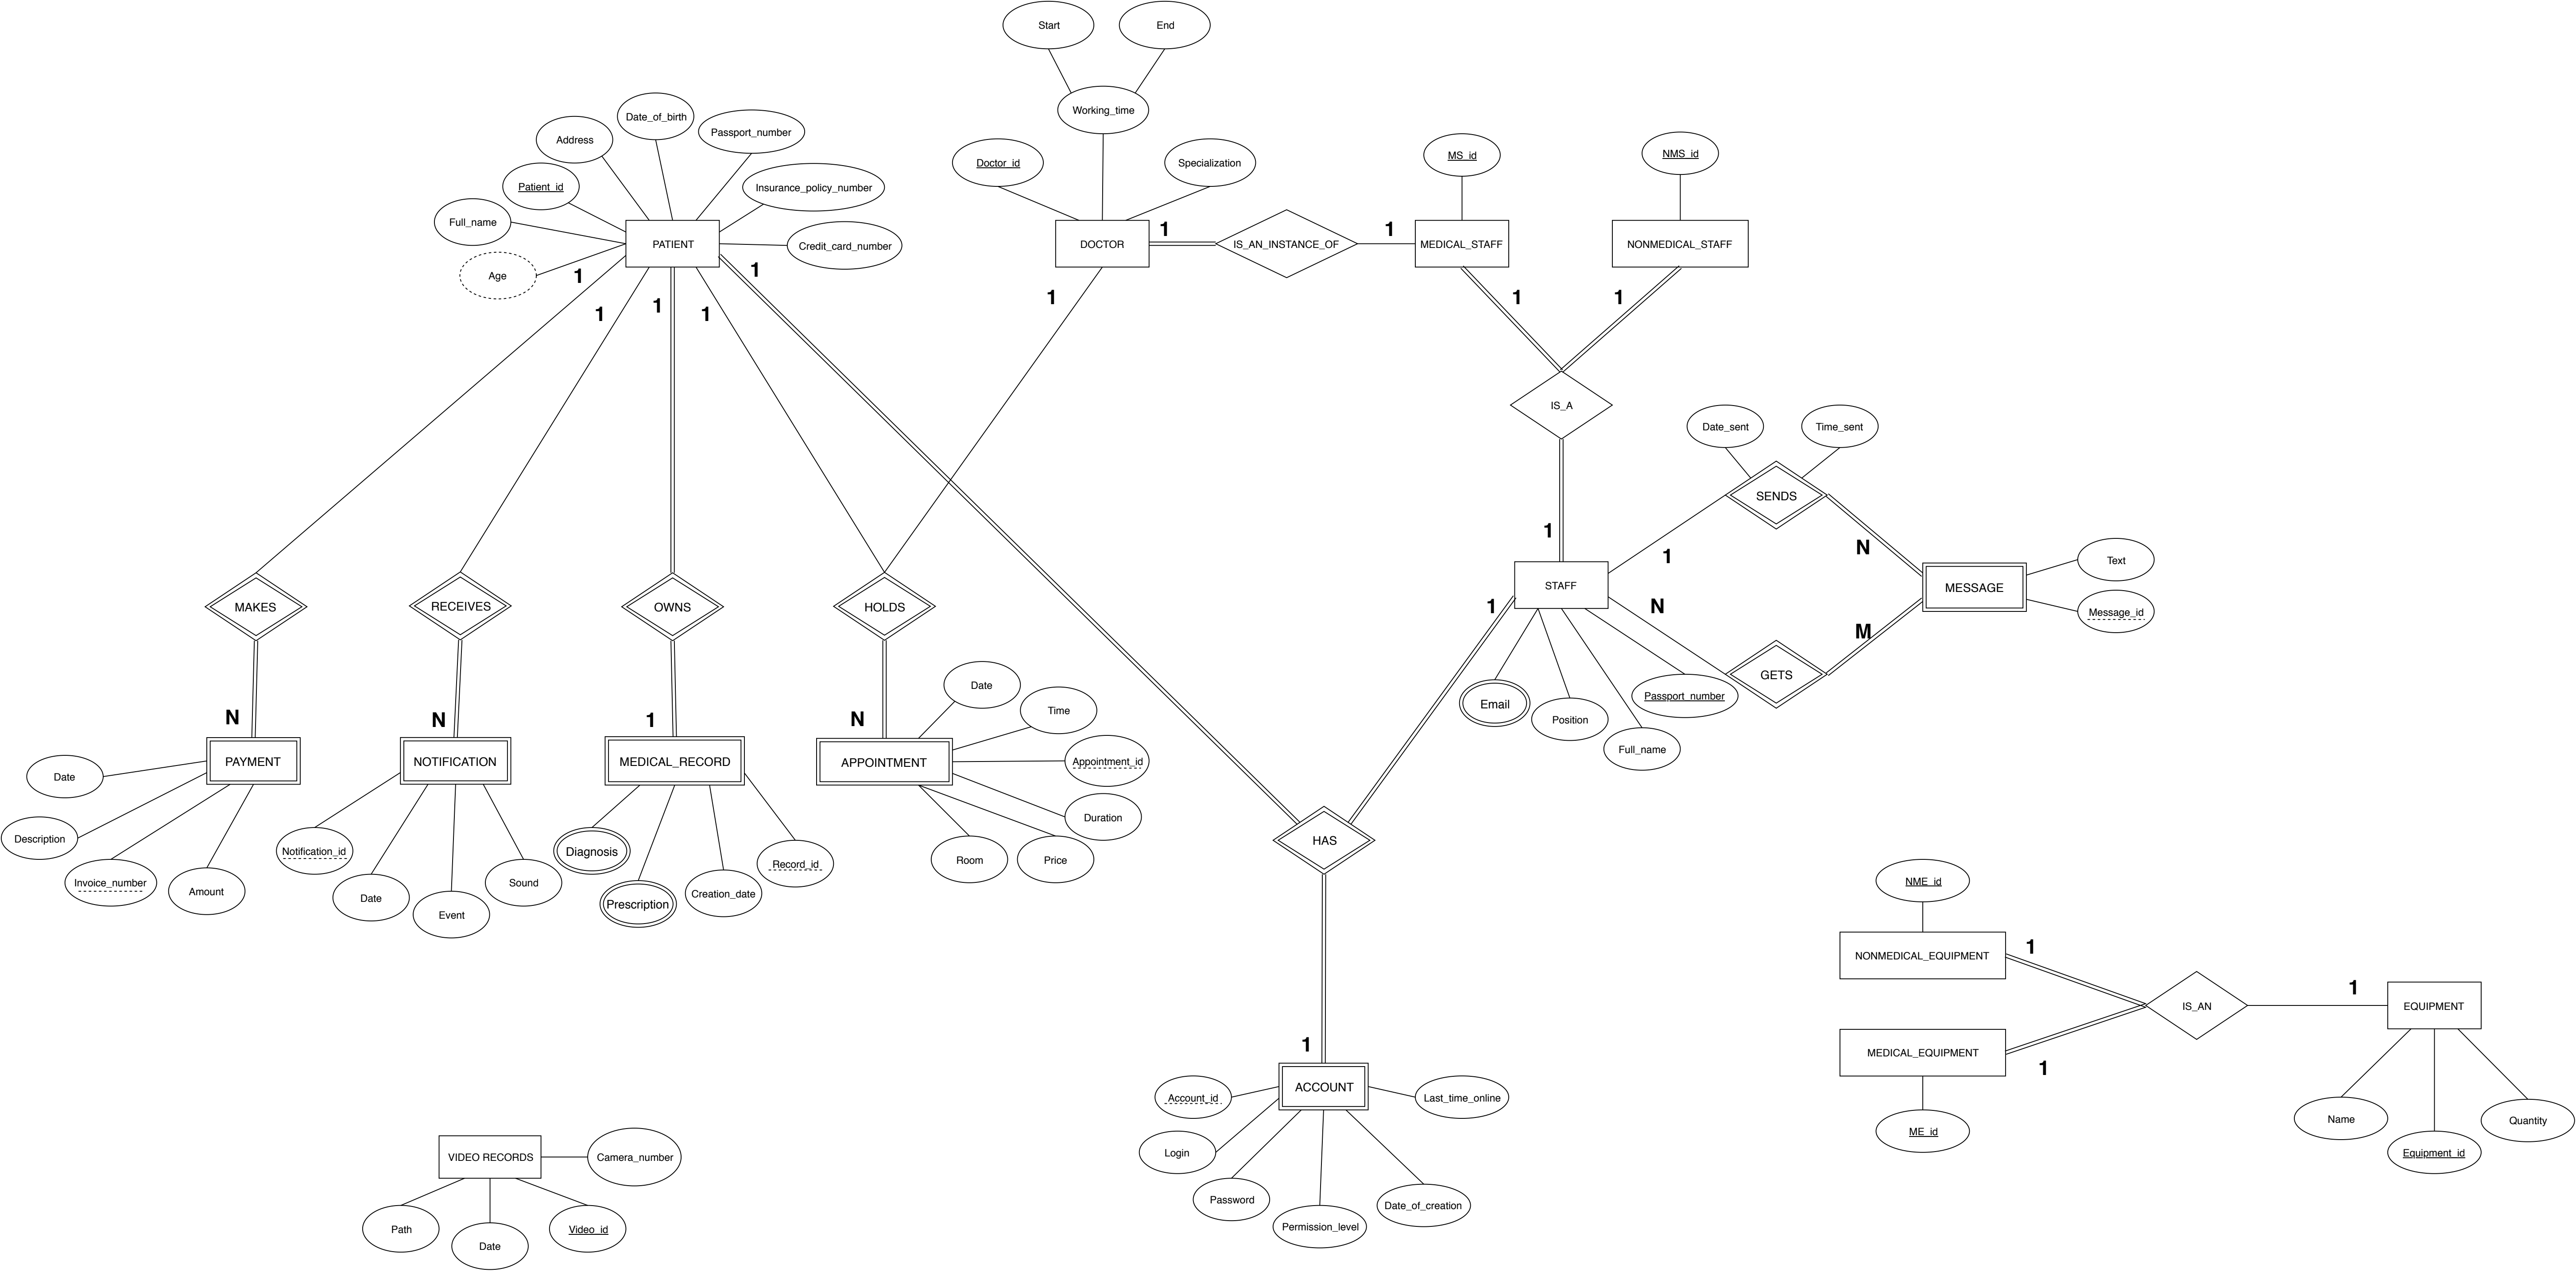 Start
End
Working_time
Date_of_birth
Passport_number
Address
Patient_id
Insurance_policy_number
Full_name
Credit_card_number
Age
PATIENT
Doctor_id
Specialization
DOCTOR
1
IS_AN_INSTANCE_OF
1
MS_id
MEDICAL_STAFF
NMS_id
NONMEDICAL_STAFF
1
1
1
1
1
1
1
1
IS_A
Date_sent
Time_sent
SENDS
1
N
1
STAFF
1
N
M
GETS
MESSAGE
Text
Message_id
Email
Position
Full_name
Passport_number
MAKES
RECEIVES
OWNS
HOLDS
N
N
1
N
PAYMENT
NOTIFICATION
MEDICAL_RECORD
APPOINTMENT
Date
Description
Invoice_number
Amount
Notification_id
Date
Event
Sound
Diagnosis
Prescription
Creation_date
Record_id
Date
Time
Appointment_id
Duration
Price
Room
HAS
1
ACCOUNT
Account_id
Login
Password
Permission_level
Date_of_creation
Last_time_online
NME_id
NONMEDICAL_EQUIPMENT
1
MEDICAL_EQUIPMENT
1
ME_id
IS_AN
1
EQUIPMENT
Name
Equipment_id
Quantity
VIDEO RECORDS
Camera_number
Path
Date
Video_id